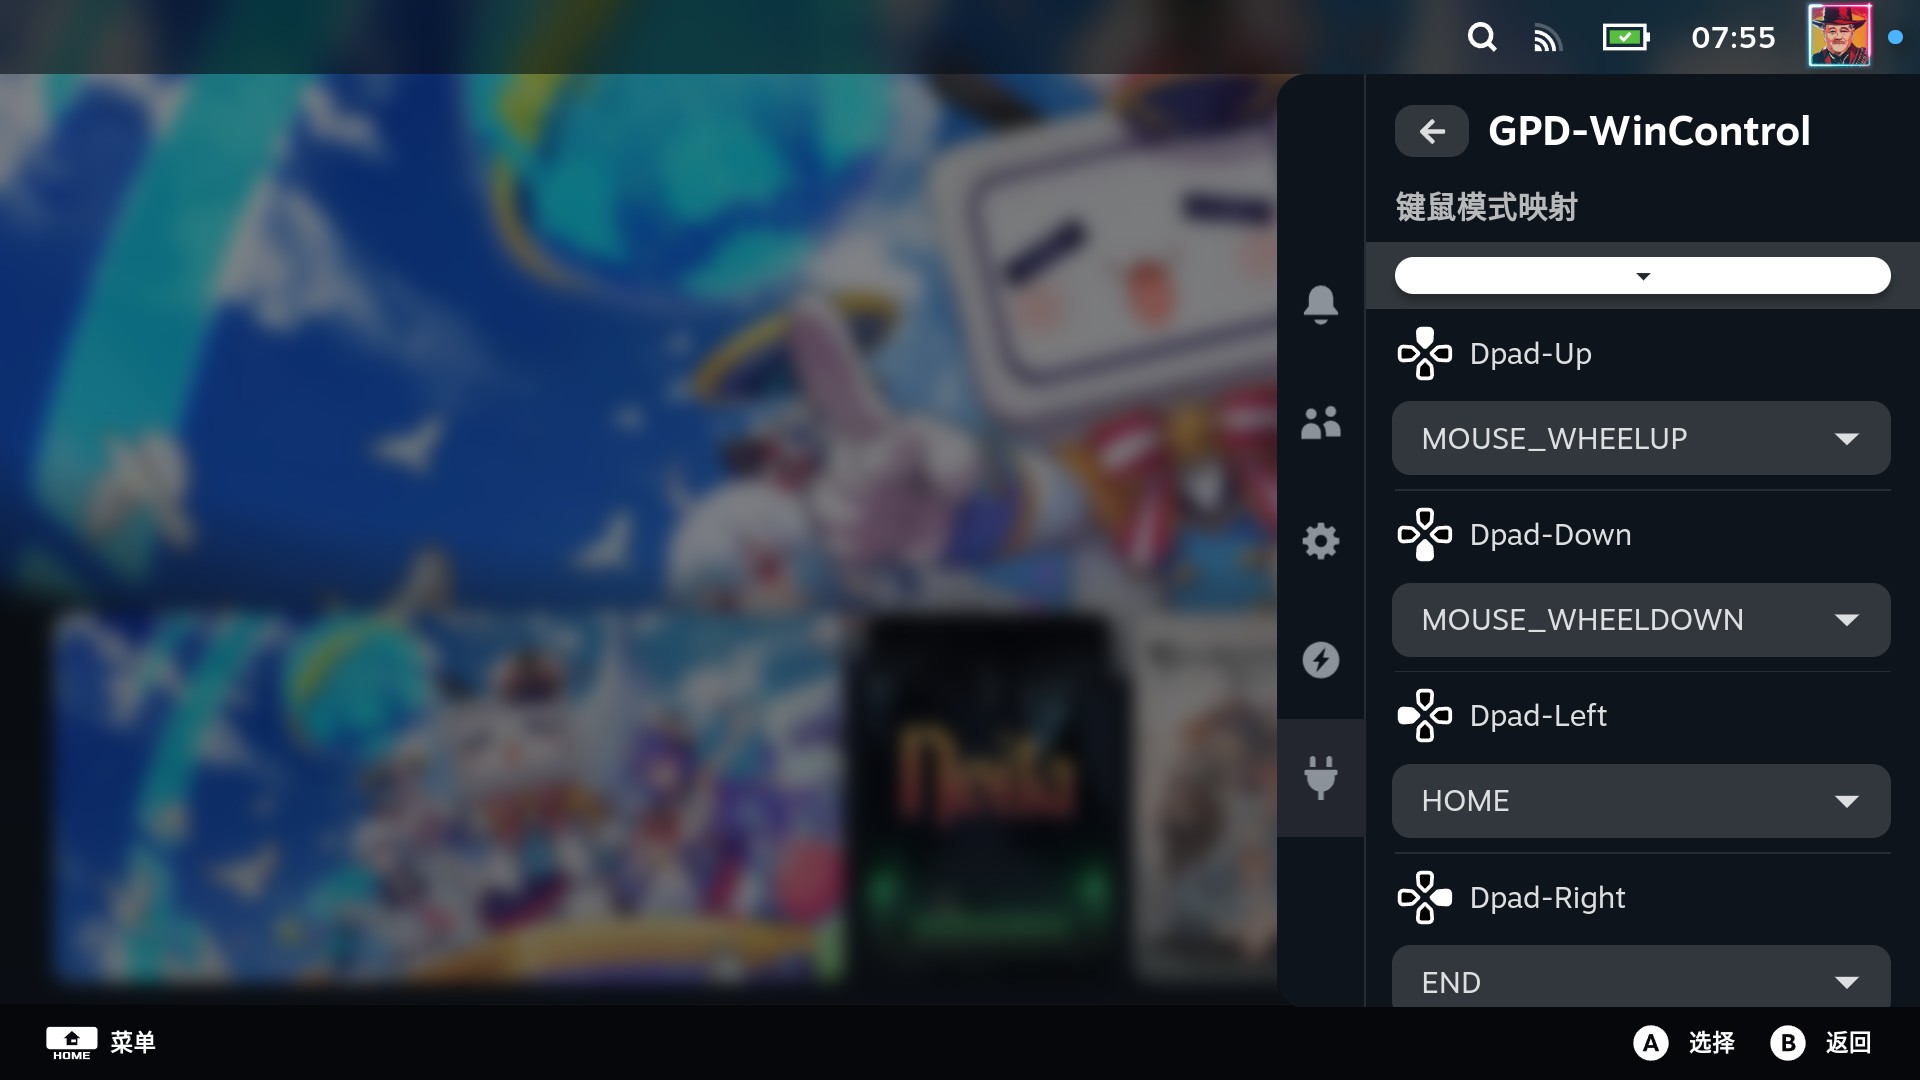 07:55
GPD-WinControl
键鼠模式映射
Dpad-Up
MOUSE_WHEELUP
Dpad-Down
MOUSE_WHEELDOWN
Dpad-Left
HOME
Dpad-Right
END
HOME 菜单
A 选择 B 返回